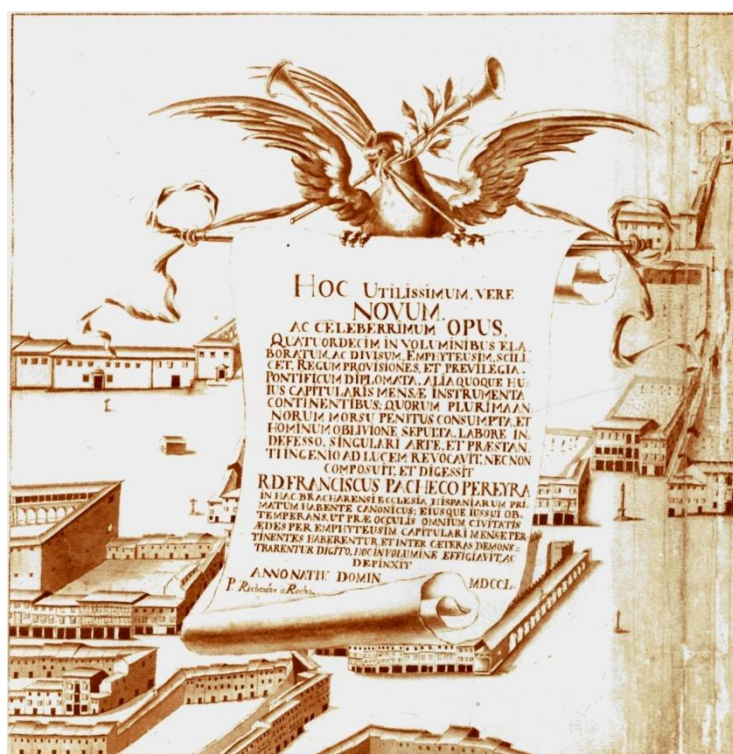 HOC UTILISSIMUM, VERE
NOVUM,
AC CELEBERRIMUM OPUS,
QUATUORDECIM IN VOLUMINIBUS ELA-
BORATUM, AC DIVISUM, EMPHYTEUSIM, SCILI-
CET, REGUM PROVISIONES, ET PREVILEGIA,
PONTIFICUM DIPLOMATA, ALIA QUOQUE HU-
IUS CAPITULARIS MENSÆ INSTRUMENTA
CONTINENTIBUS: QUORUM PLURIMA AN
NORUM MORSU PENITUS CONSUMPTA, ET
HOMINUM OBLIVIONE SEPULTA, LABORE IN
DEFESSO, SINGULARI ARTE, ET PRÆSTAN
TI INGENIO AD LUCEM REVOCAVIT, NEC NON
COMPOSUIT, ET DIGESSIT
R.D. FRANCISCUS PACHECO PEREYRA
IN HAC BRACHARENSI ECCLESIA HISPANIARUM PRI-
MATUM HABENTE CANONICUS: EIUSQUE IUSSUI OB-
TEMPERANS, UT PRÆ OCCULIS OMNIUM CIVITATIS
ÆDES PER EMPHYTEUSIM CAPITULARI MENSÆ PER-
TINENTES HABERENTUR, ET INTER CÆTERAS DEMONS=
TRARENTUR DIGITO, HOC IN VOLUMINE EFFIGIAVIT, AC
DEPINXIT
ANNO NATIV. DOMIN. MDCCL.
P. Ricardus a Rocha